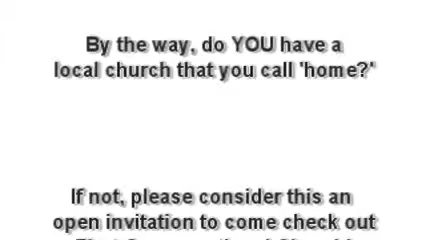 By the way, do YOU have a
local church that you call 'home?'
If not, please consider this an
open invitation to come check out